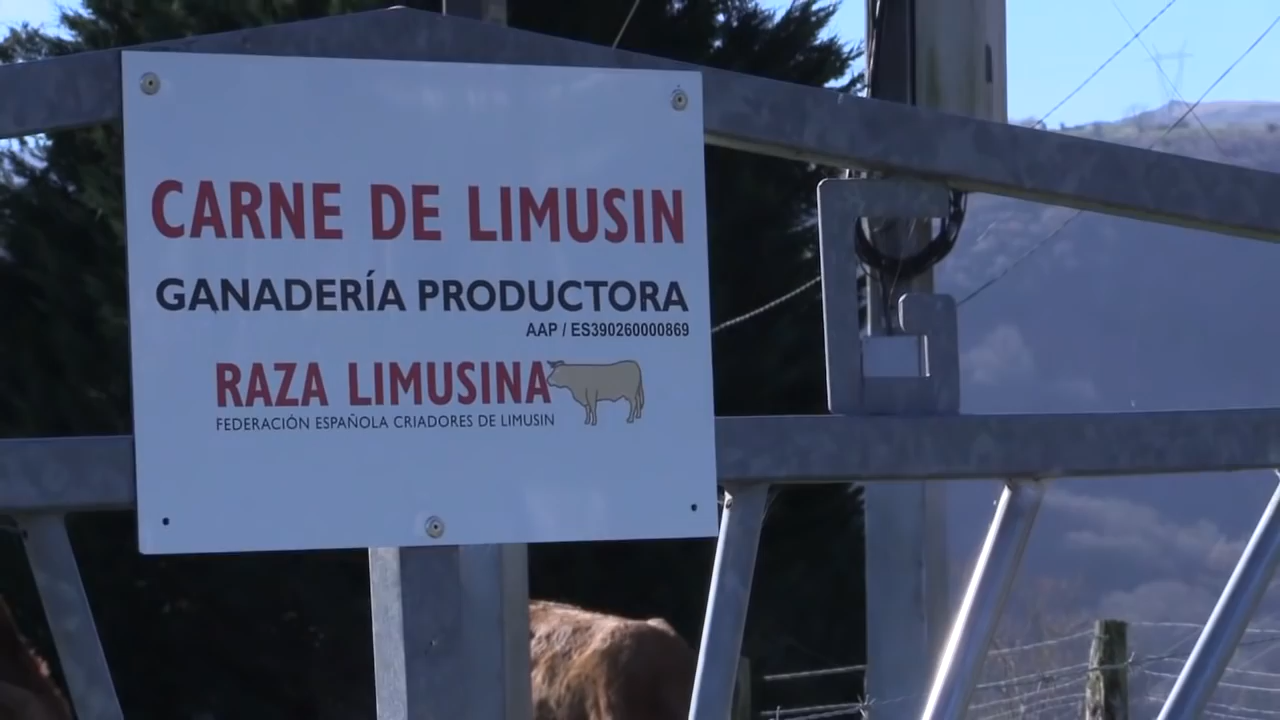 CARNE DE LIMUSIN
GANADERÍA PRODUCTORA
AAP / ES390260000869
RAZA LIMUSINA
FEDERACIÓN ESPAÑOLA CRIADORES DE LIMUSIN